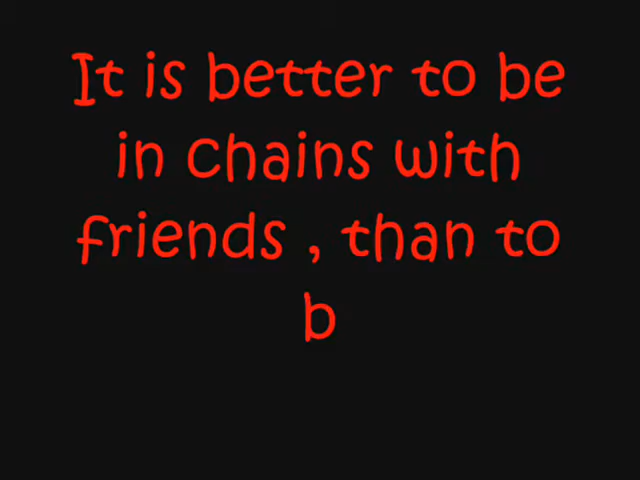 It is better to be
in chains with
friends , than to
b